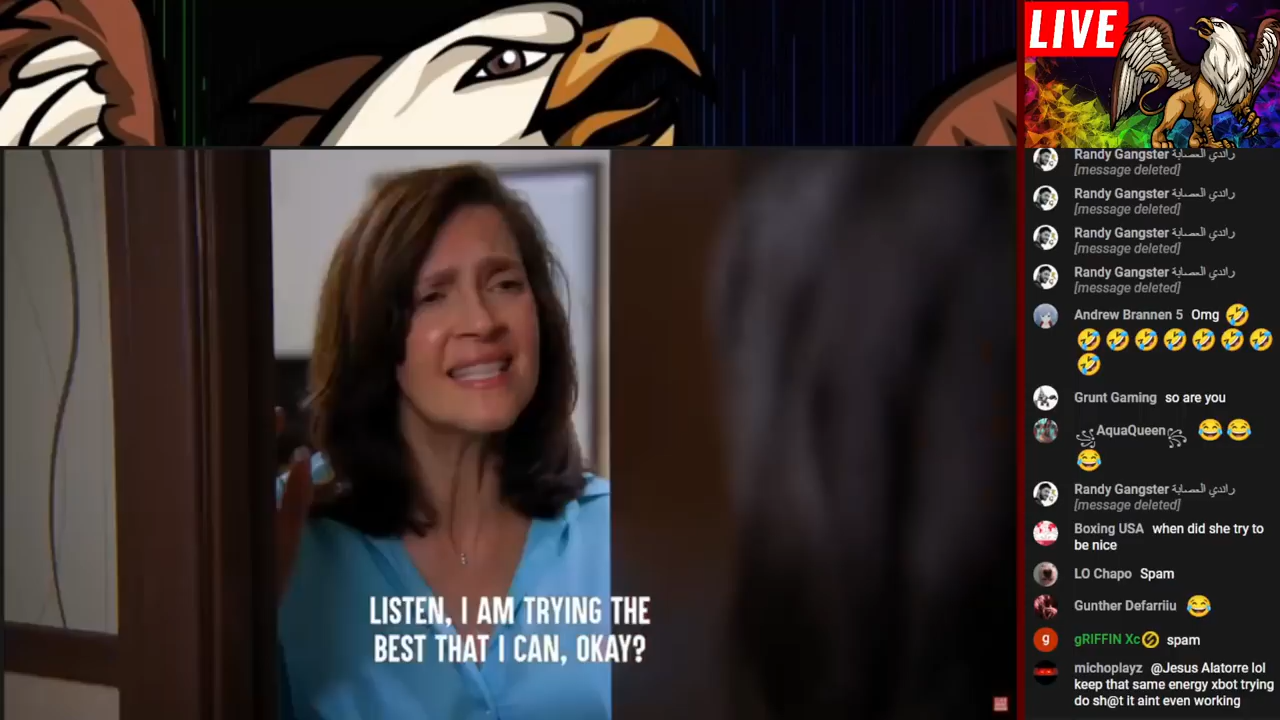 LIVE
Randy Gangster راندي العصابة
[message deleted]
Randy Gangster راندي العصابة
[message deleted]
Randy Gangster راندي العصابة
[message deleted]
Randy Gangster راندي العصابة
[message deleted]
Andrew Brannen 5 Omg 🤣
🤣🤣🤣🤣🤣🤣🤣
🤣
Grunt Gaming so are you
AquaQueen 😂😂
😂
Randy Gangster راندي العصابة
[message deleted]
Boxing USA when did she try to
be nice
LO Chapo Spam
Gunther Defarriiu 😂
g gRIFFIN Xc spam
michoplayz @Jesus Alatorre lol
keep that same energy xbot trying
do sh@t it aint even working
LISTEN, I AM TRYING THE
BEST THAT I CAN, OKAY?